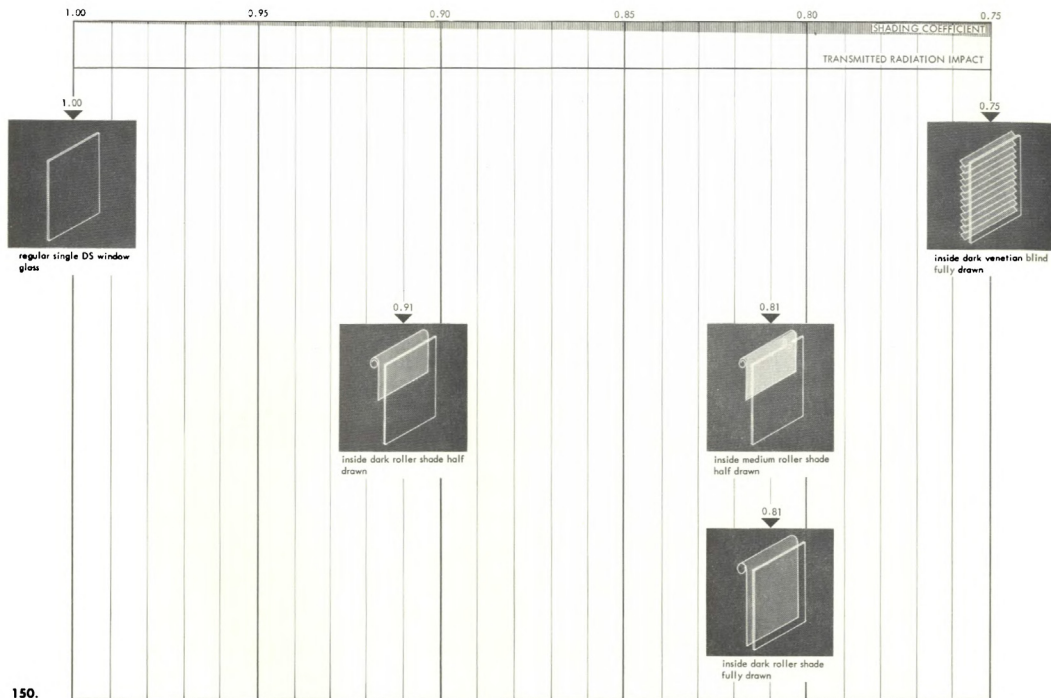 1.00 0.95 0.90 0.85 0.80 0.75
SHADING COEFFICIENT
TRANSMITTED RADIATION IMPACT
1.00
0.75
regular single DS window
glass
inside dark venetian blind
fully drawn
0.91
0.81
inside dark roller shade half
drawn
inside medium roller shade
half drawn
0.81
inside dark roller shade
fully drawn
150.